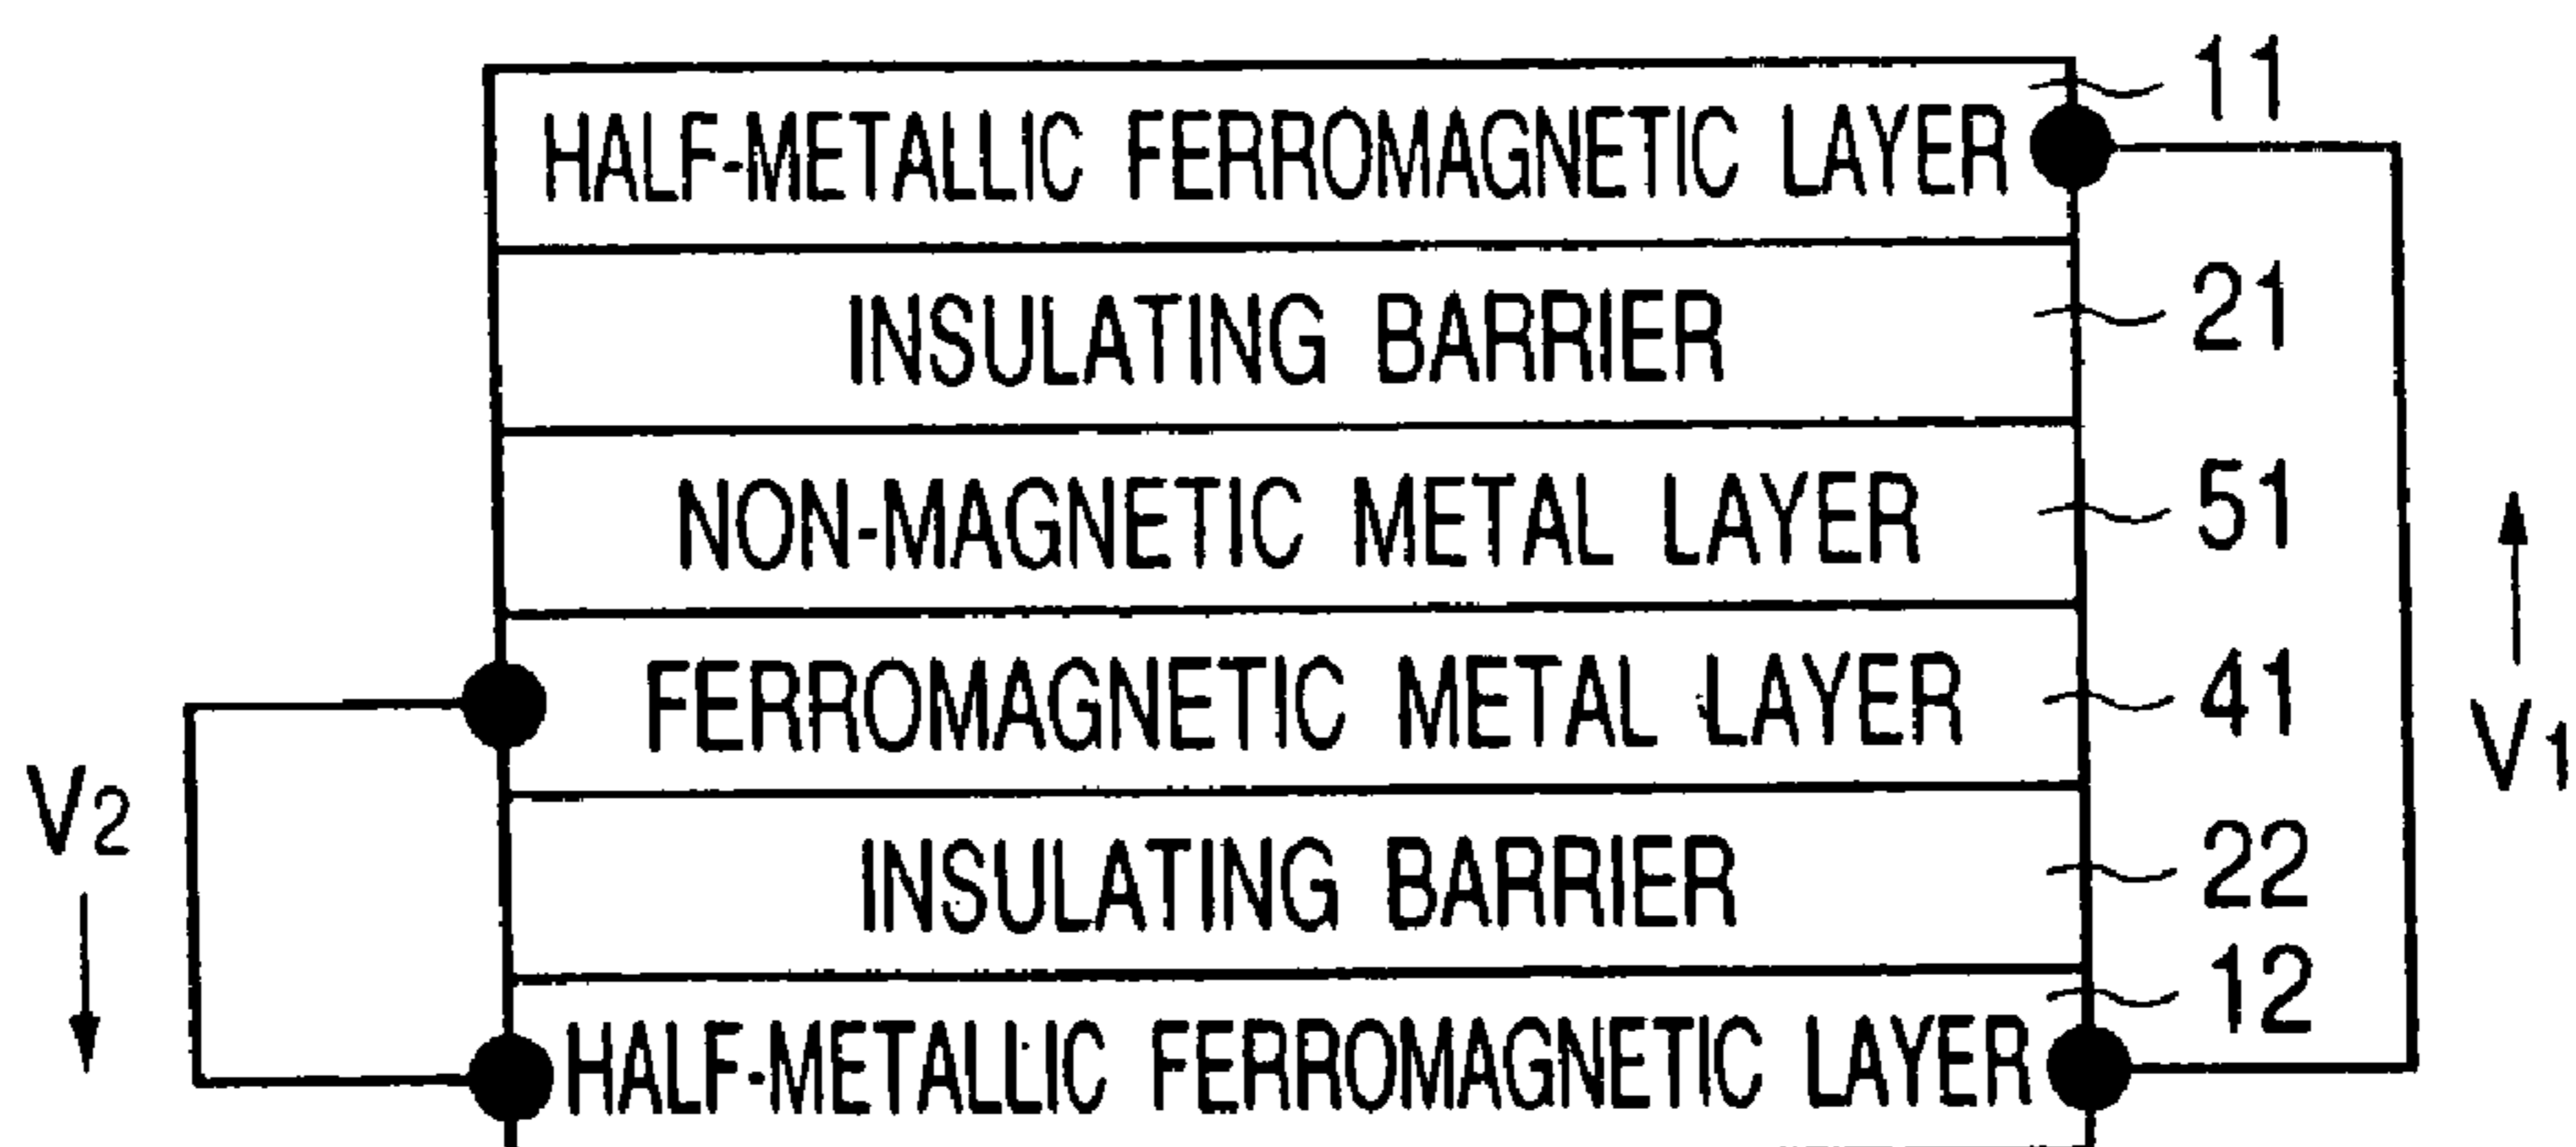 HALF-METALLIC FERROMAGNETIC LAYER 11
INSULATING BARRIER 21
NON-MAGNETIC METAL LAYER 51
FERROMAGNETIC METAL LAYER 41
INSULATING BARRIER 22
HALF-METALLIC FERROMAGNETIC LAYER 12
V2
V1